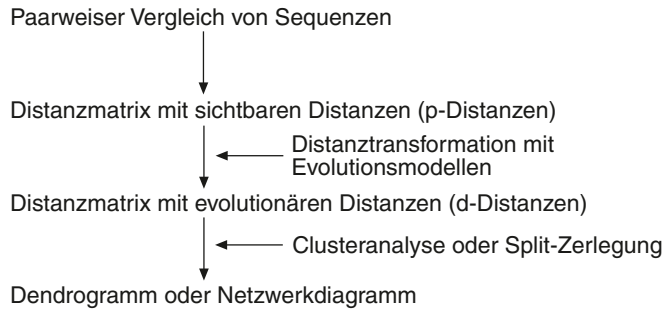 Paarweiser Vergleich von Sequenzen
Distanzmatrix mit sichtbaren Distanzen (p-Distanzen)
Distanztransformation mit
Evolutionsmodellen
Distanzmatrix mit evolutionären Distanzen (d-Distanzen)
Clusteranalyse oder Split-Zerlegung
Dendrogramm oder Netzwerkdiagramm